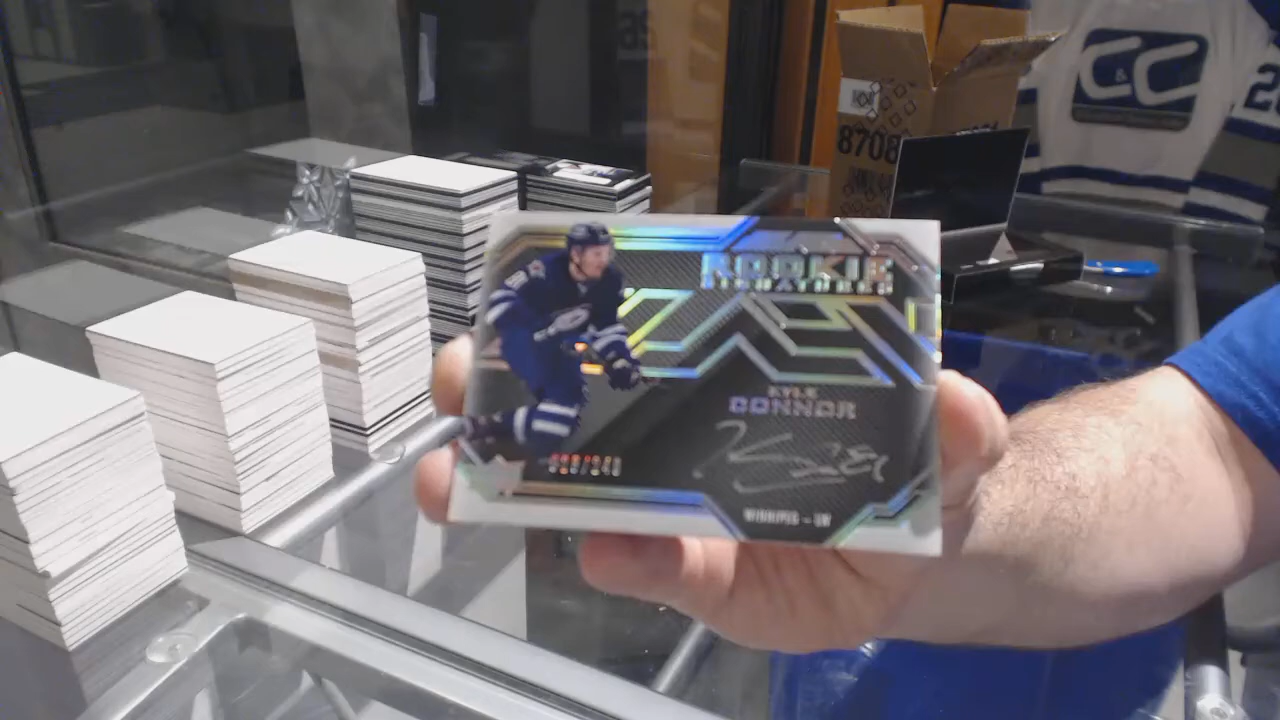 C&C
8708
ROOKIE
SIGNATURES
KYLE
CONNOR
WINNIPEG - LW